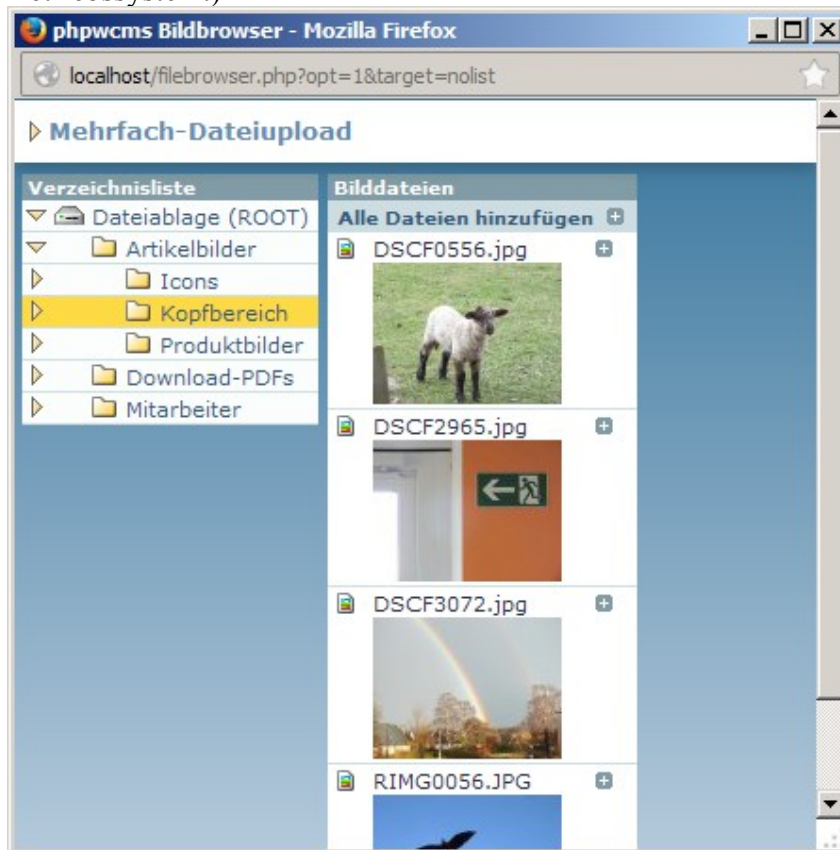 phpwcms Bildbrowser - Mozilla Firefox
localhost/filebrowser.php?opt=1&target=nolist
Mehrfach-Dateiupload
Verzeichnisliste
Dateiablage (ROOT)
Artikelbilder
Icons
Kopfbereich
Produktbilder
Download-PDFs
Mitarbeiter
Bilddateien
Alle Dateien hinzufügen
DSCF0556.jpg
DSCF2965.jpg
DSCF3072.jpg
RIMG0056.JPG